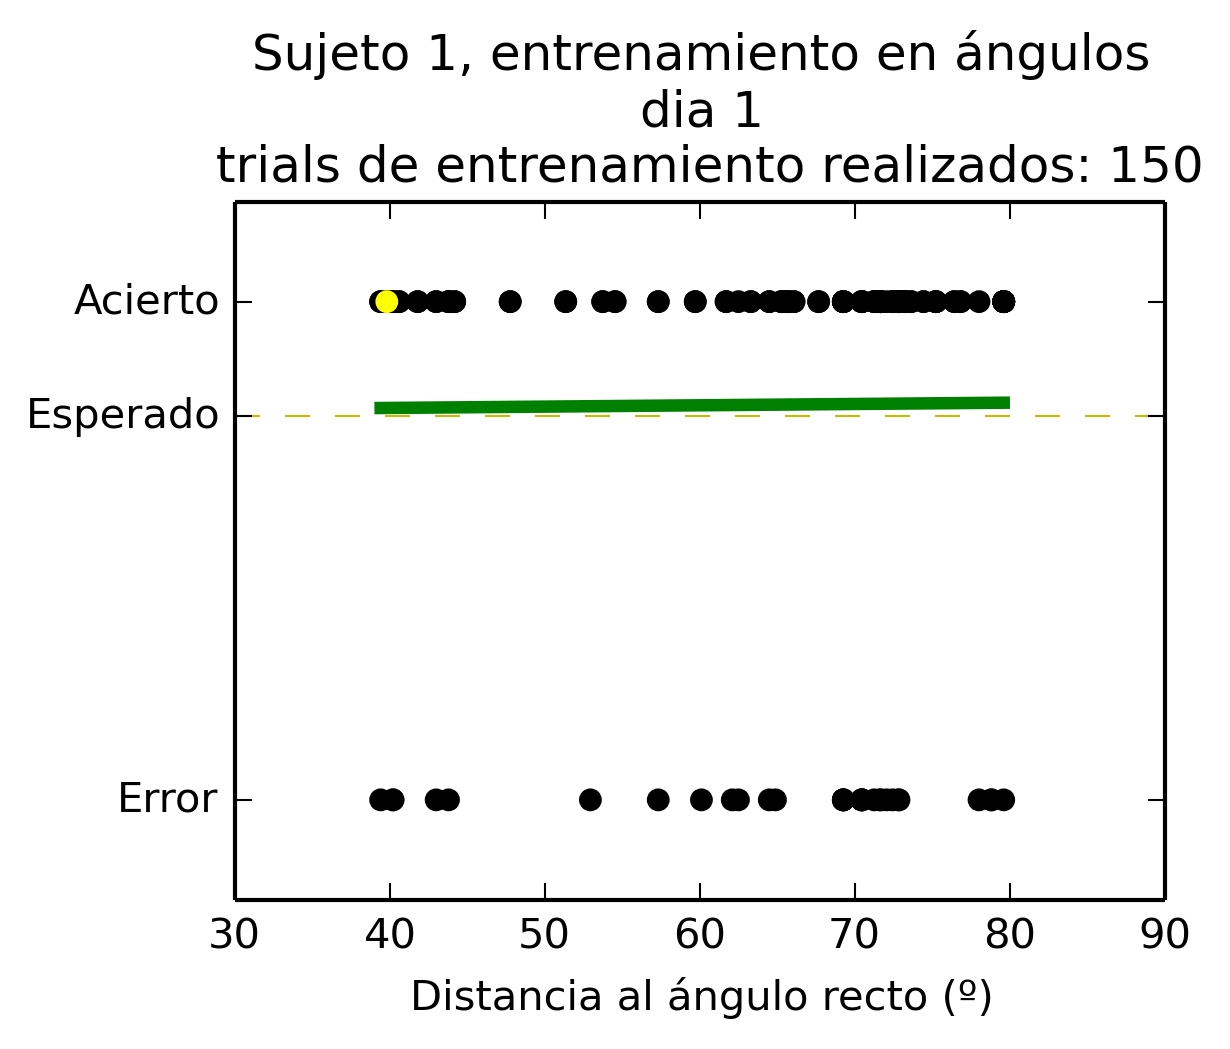 Sujeto 1, entrenamiento en ángulos
dia 1
trials de entrenamiento realizados: 150
Acierto
Esperado
Error
30 40 50 60 70 80 90
Distancia al ángulo recto (º)